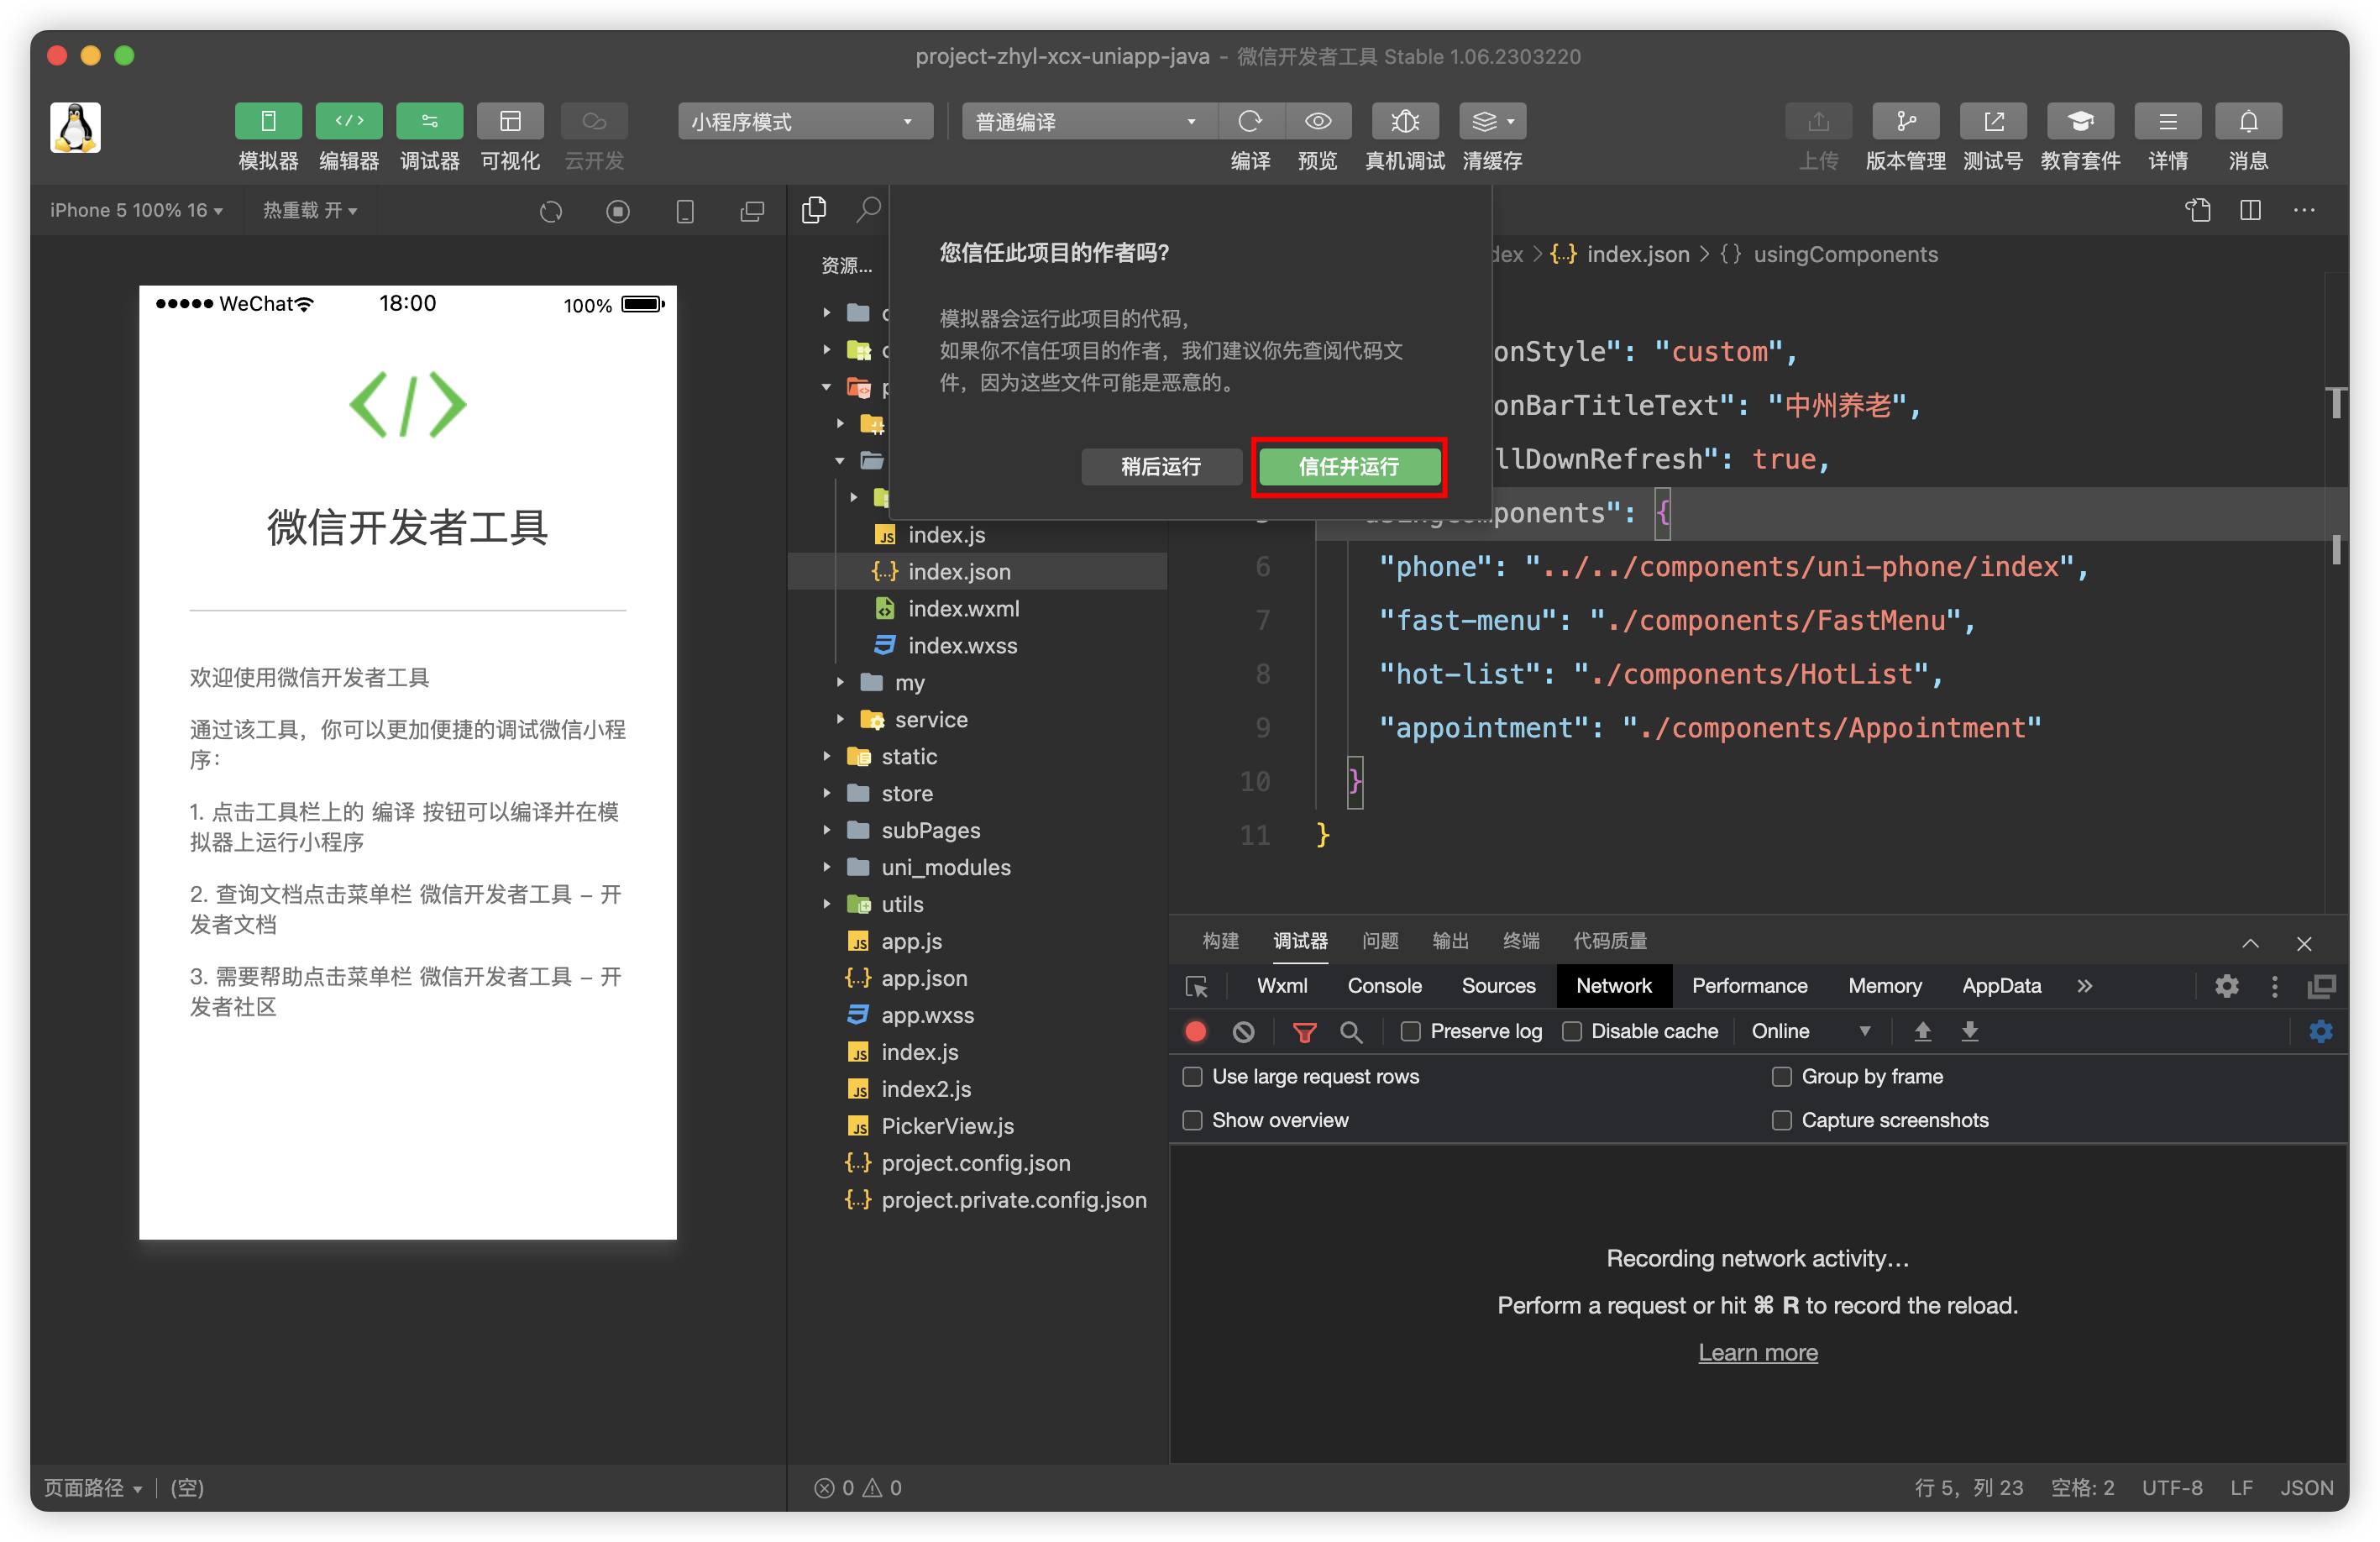 project-zhyl-xcx-uniapp-java - 微信开发者工具 Stable 1.06.2303220
模拟器 编辑器 调试器 可视化 云开发
小程序模式
普通编译
编译 预览 真机调试 清缓存
上传 版本管理 测试号 教育套件 详情 消息
iPhone 5 100% 16
热重载 开
WeChat 18:00 100%
微信开发者工具
欢迎使用微信开发者工具
通过该工具，你可以更加便捷的调试微信小程
序：
1. 点击工具栏上的 编译 按钮可以编译并在模
拟器上运行小程序
2. 查询文档点击菜单栏 微信开发者工具 - 开
发者文档
3. 需要帮助点击菜单栏 微信开发者工具 - 开
发者社区
页面路径 | (空)
资源...
index.js
index.json
index.wxml
index.wxss
my
service
static
store
subPages
uni_modules
utils
app.js
app.json
app.wxss
index.js
index2.js
PickerView.js
project.config.json
project.private.config.json
您信任此项目的作者吗?
模拟器会运行此项目的代码，
如果你不信任项目的作者，我们建议你先查阅代码文
件，因为这些文件可能是恶意的。
稍后运行 信任并运行
dex > {..} index.json > {} usingComponents
onStyle": "custom",
onBarTitleText": "中州养老",
llDownRefresh": true,
ponents": {
6 "phone": "../../components/uni-phone/index",
7 "fast-menu": "./components/FastMenu",
8 "hot-list": "./components/HotList",
9 "appointment": "./components/Appointment"
10 }
11 }
构建 调试器 问题 输出 终端 代码质量
Wxml Console Sources Network Performance Memory AppData »
Preserve log Disable cache Online
Use large request rows Group by frame
Show overview Capture screenshots
Recording network activity…
Perform a request or hit ⌘ R to record the reload.
Learn more
0 0
行 5，列 23 空格: 2 UTF-8 LF JSON